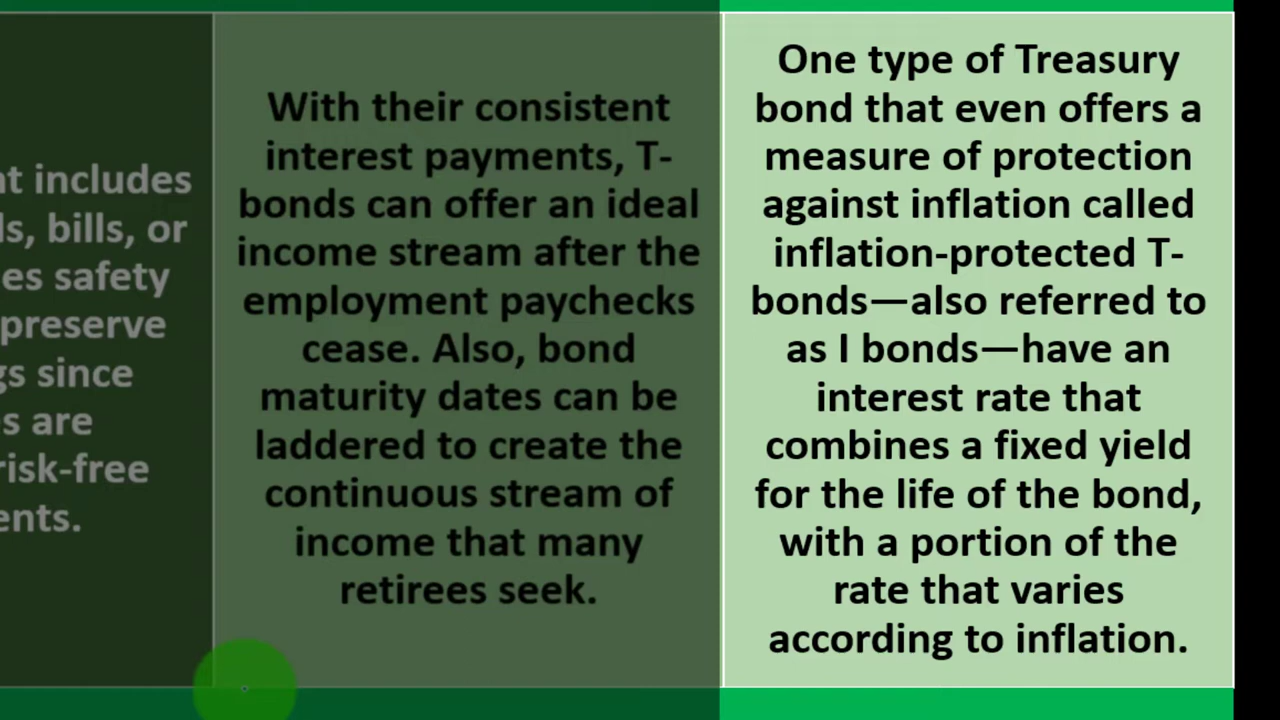 nt includes
ls, bills, or
es safety
preserve
gs since
s are
risk-free
ents.
With their consistent
interest payments, T-
bonds can offer an ideal
income stream after the
employment paychecks
cease. Also, bond
maturity dates can be
laddered to create the
continuous stream of
income that many
retirees seek.
One type of Treasury
bond that even offers a
measure of protection
against inflation called
inflation-protected T-
bonds—also referred to
as I bonds—have an
interest rate that
combines a fixed yield
for the life of the bond,
with a portion of the
rate that varies
according to inflation.